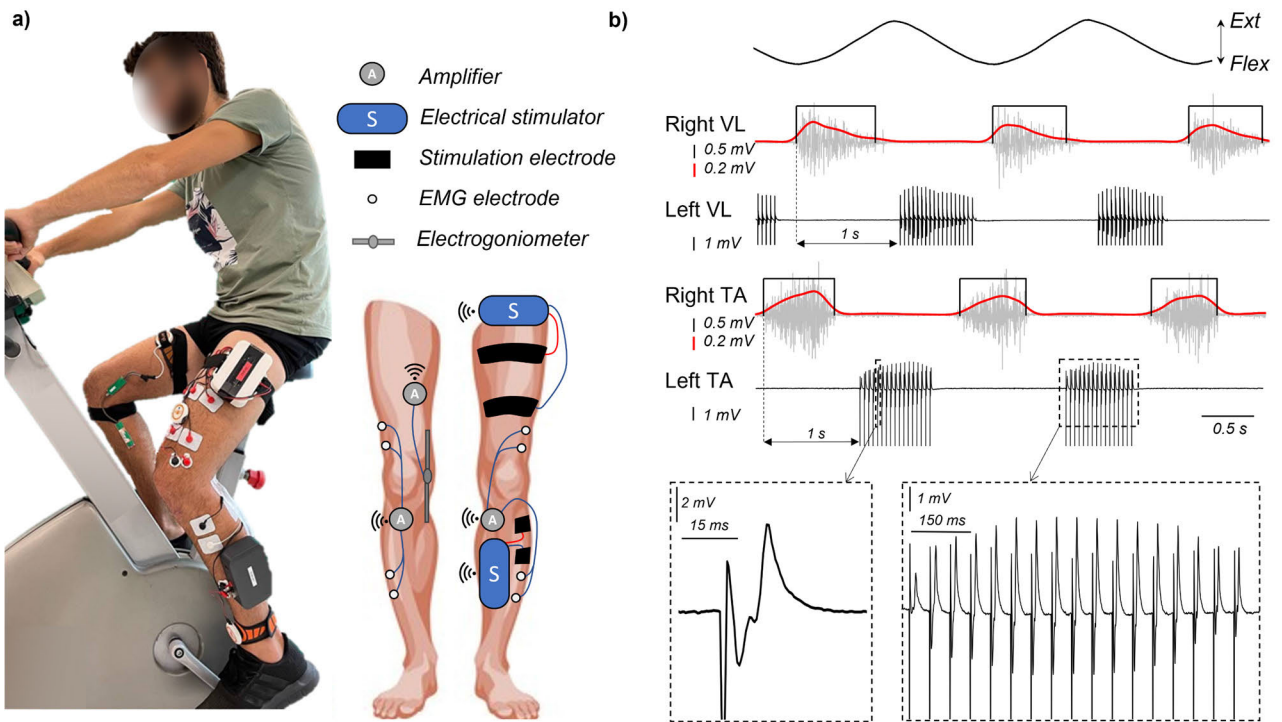 a)
A Amplifier
S Electrical stimulator
Stimulation electrode
EMG electrode
Electrogoniometer
S
A
A
A
S
b)
Ext
Flex
Right VL
0.5 mV
0.2 mV
Left VL
1 mV
1 s
Right TA
0.5 mV
0.2 mV
Left TA
1 mV
1 s
0.5 s
2 mV
15 ms
1 mV
150 ms